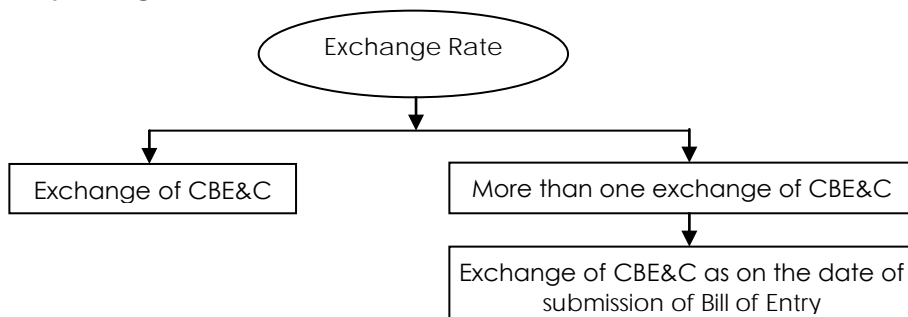 Exchange Rate
Exchange of CBE&C
More than one exchange of CBE&C
Exchange of CBE&C as on the date of
submission of Bill of Entry